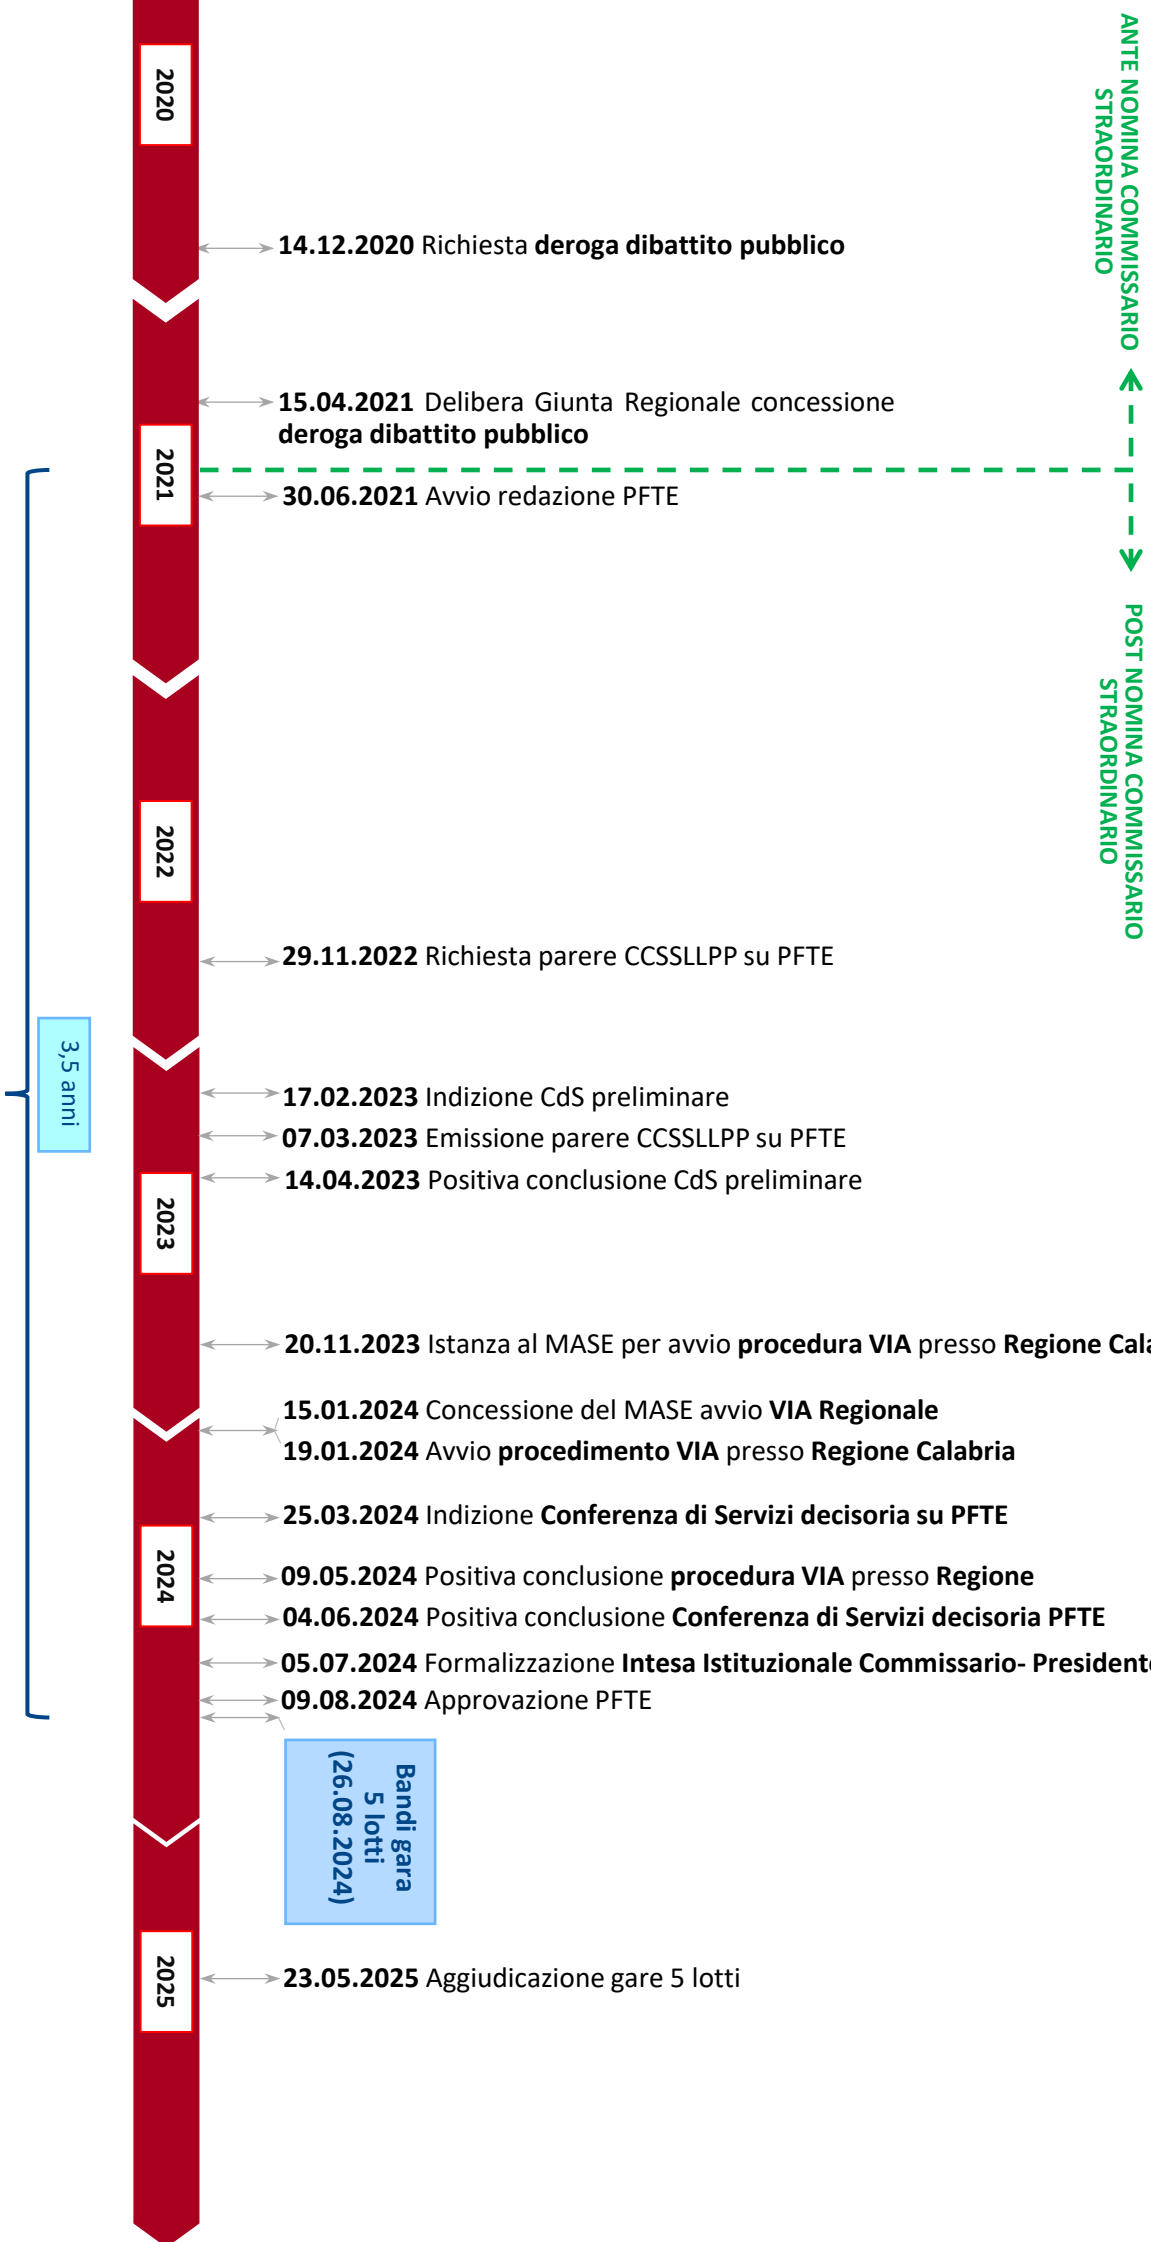 ANTE NOMINA COMMISSARIO
STRAORDINARIO
2020
14.12.2020 Richiesta deroga dibattito pubblico
15.04.2021 Delibera Giunta Regionale concessione
deroga dibattito pubblico
2021
30.06.2021 Avvio redazione PFTE
POST NOMINA COMMISSARIO
STRAORDINARIO
2022
29.11.2022 Richiesta parere CCSSLLPP su PFTE
3,5 anni
17.02.2023 Indizione CdS preliminare
07.03.2023 Emissione parere CCSSLLPP su PFTE
14.04.2023 Positiva conclusione CdS preliminare
2023
20.11.2023 Istanza al MASE per avvio procedura VIA presso Regione
15.01.2024 Concessione del MASE avvio VIA Regionale
19.01.2024 Avvio procedimento VIA presso Regione Calabria
25.03.2024 Indizione Conferenza di Servizi decisoria su PFTE
2024
09.05.2024 Positiva conclusione procedura VIA presso Regione
04.06.2024 Positiva conclusione Conferenza di Servizi decisoria PFTE
05.07.2024 Formalizzazione Intesa Istituzionale Commissario-
09.08.2024 Approvazione PFTE
Bandi gara
5 lotti
(26.08.2024)
2025
23.05.2025 Aggiudicazione gare 5 lotti